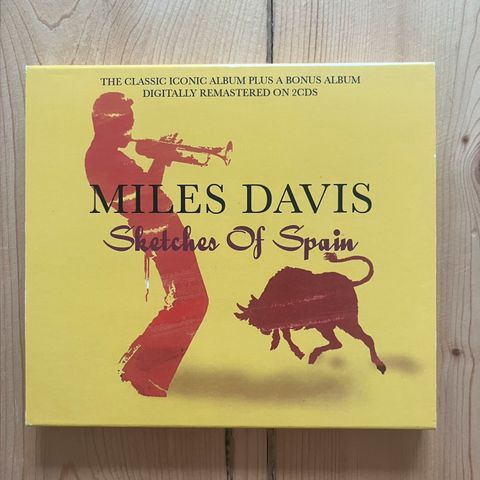 THE CLASSIC ICONIC ALBUM PLUS A BONUS ALBUM
DIGITALLY REMASTERED ON 2CDS
MILES DAVIS
Sketches Of Spain